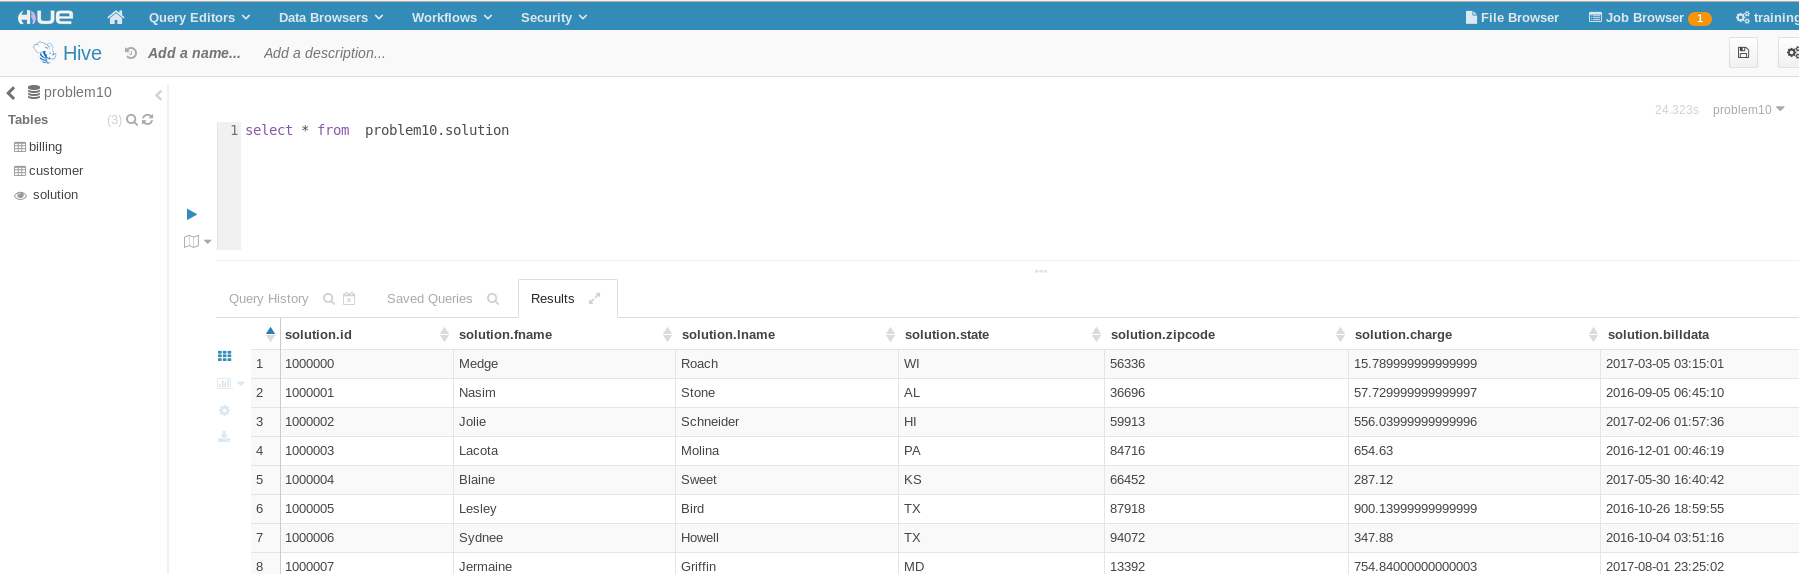 HUE Query Editors Data Browsers Workflows Security File Browser Job Browser 1 training
Hive Add a name... Add a description...
problem10
24.323s problem10
Tables (3)
billing
customer
solution
1 select * from  problem10.solution
Query History Saved Queries Results
solution.id solution.fname solution.lname solution.state solution.zipcode solution.charge solution.billdata
1 1000000 Medge Roach WI 56336 15.789999999999999 2017-03-05 03:15:01
2 1000001 Nasim Stone AL 36696 57.729999999999997 2016-09-05 06:45:10
3 1000002 Jolie Schneider HI 59913 556.03999999999996 2017-02-06 01:57:36
4 1000003 Lacota Molina PA 84716 654.63 2016-12-01 00:46:19
5 1000004 Blaine Sweet KS 66452 287.12 2017-05-30 16:40:42
6 1000005 Lesley Bird TX 87918 900.13999999999999 2016-10-26 18:59:55
7 1000006 Sydnee Howell TX 94072 347.88 2016-10-04 03:51:16
8 1000007 Jermaine Griffin MD 13392 754.84000000000003 2017-08-01 23:25:02